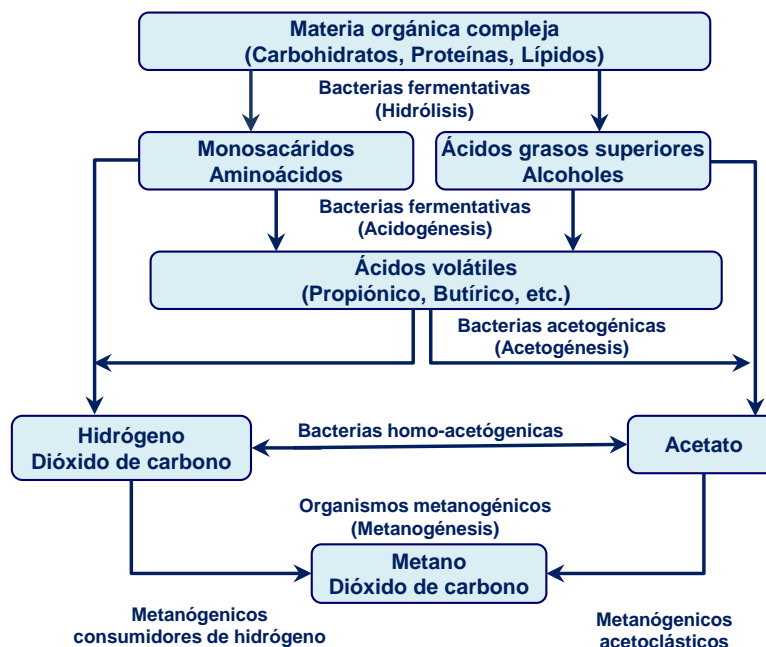 Materia orgánica compleja
(Carbohidratos, Proteínas, Lípidos)
Bacterias fermentativas
(Hidrólisis)
Monosacáridos
Aminoácidos
Ácidos grasos superiores
Alcoholes
Bacterias fermentativas
(Acidogénesis)
Ácidos volátiles
(Propiónico, Butírico, etc.)
Bacterias acetogénicas
(Acetogénesis)
Hidrógeno
Dióxido de carbono
Bacterias homo-acetógenicas
Acetato
Organismos metanogénicos
(Metanogénesis)
Metano
Dióxido de carbono
Metanógenicos
consumidores de hidrógeno
Metanógenicos
acetoclásticos